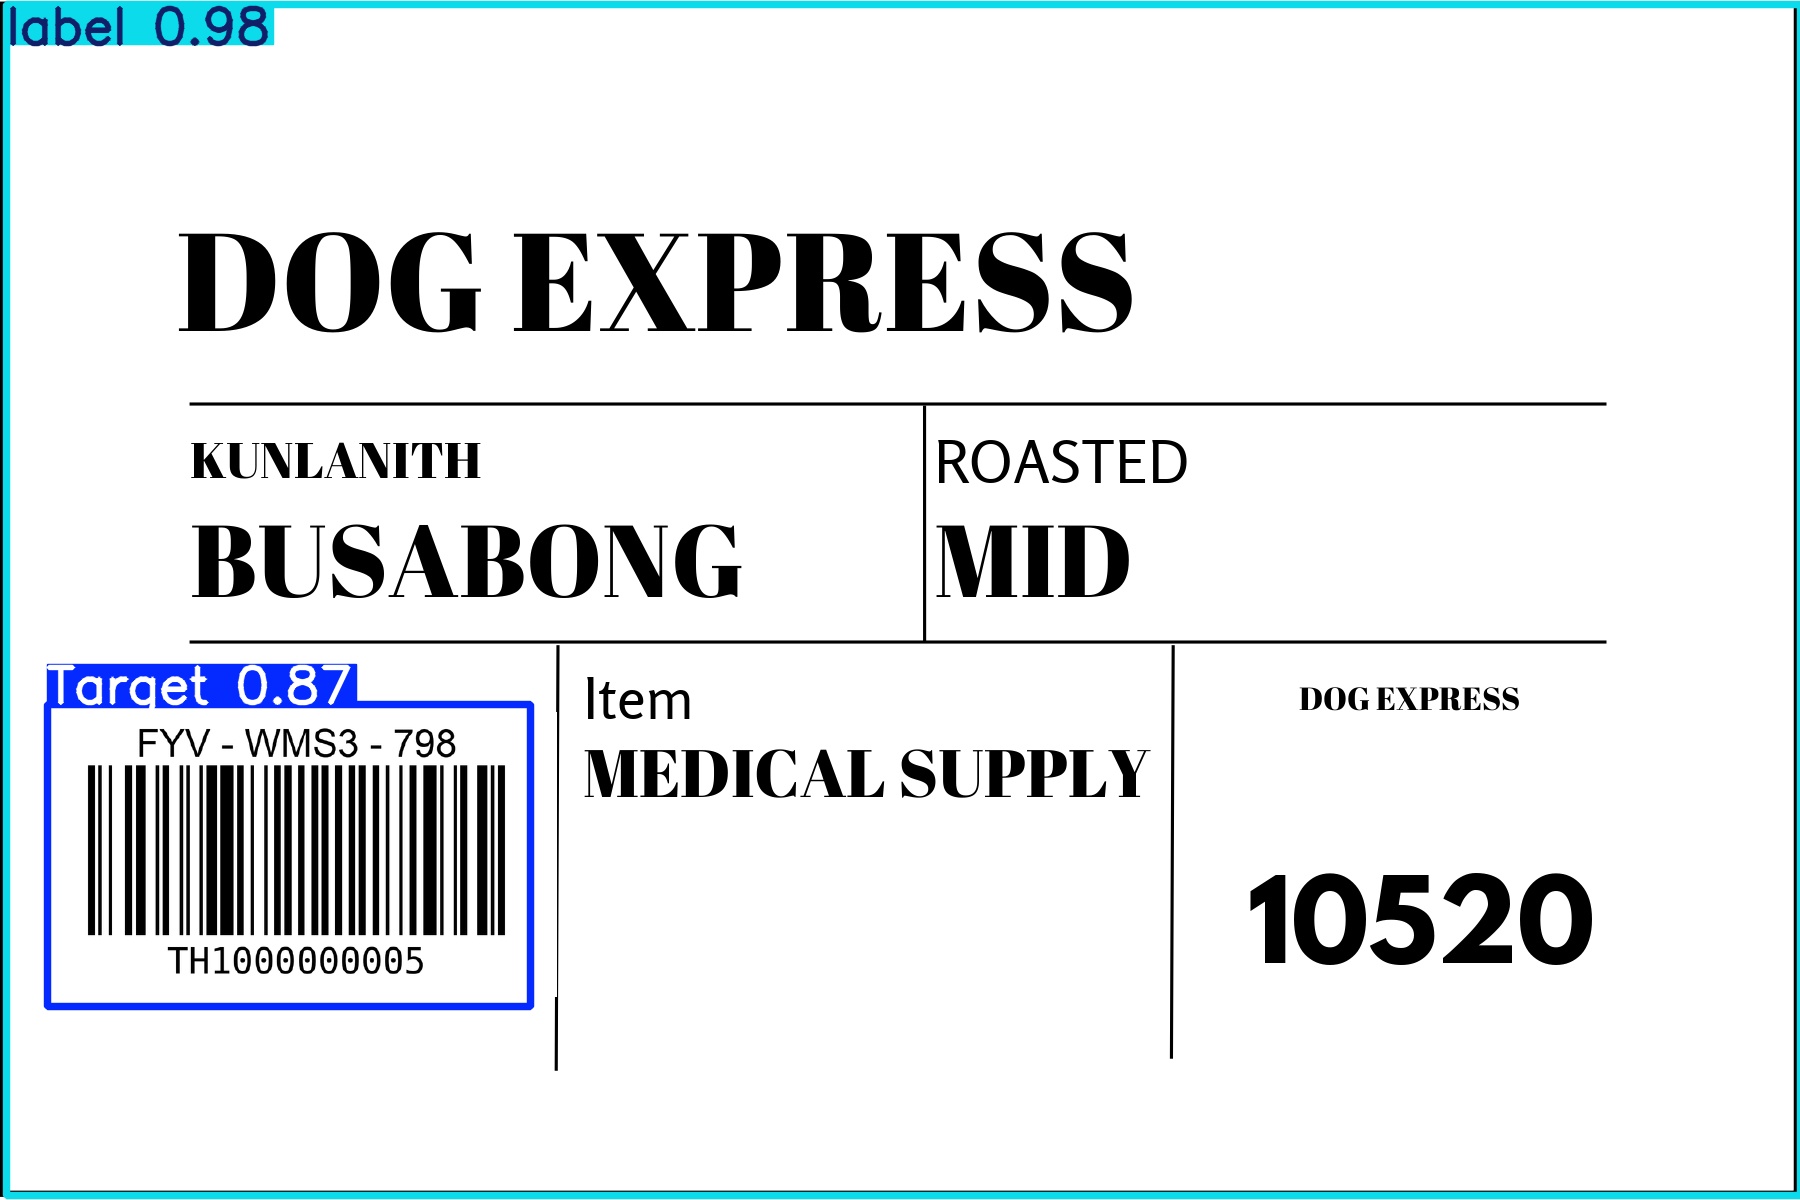 label 0.98
DOG EXPRESS
KUNLANITH
BUSABONG
ROASTED
MID
Target 0.87
FYV - WMS3 - 798
TH1000000005
Item
MEDICAL SUPPLY
DOG EXPRESS
10520